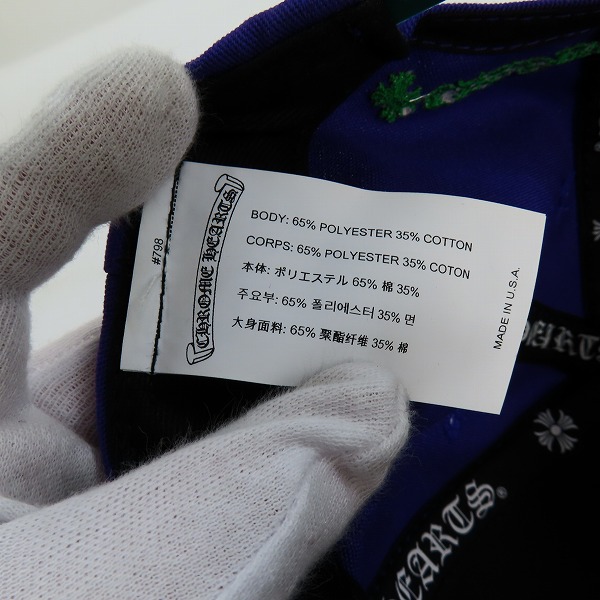 #798
CHROME HEARTS
BODY: 65% POLYESTER 35% COTTON
CORPS: 65% POLYESTER 35% COTON
本体: ポリエステル 65% 棉 35%
주요부: 65% 폴리에스터 35% 면
大身面料: 65% 聚酯纤维 35% 棉
MADE IN U.S.A.
HEARTS
HEARTS®